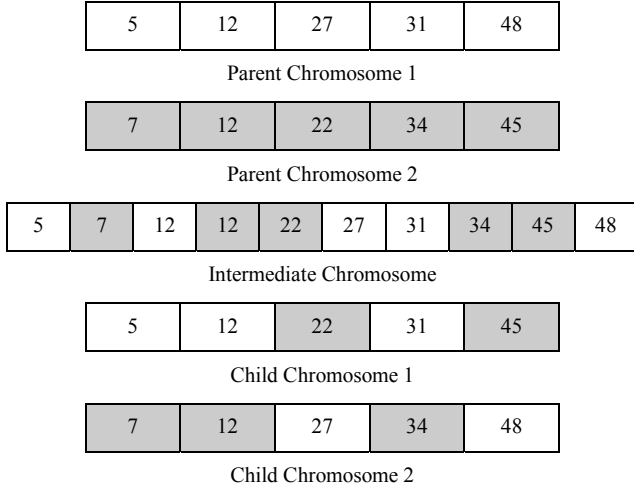 5 12 27 31 48
Parent Chromosome 1
7 12 22 34 45
Parent Chromosome 2
5 7 12 12 22 27 31 34 45 48
Intermediate Chromosome
5 12 22 31 45
Child Chromosome 1
7 12 27 34 48
Child Chromosome 2